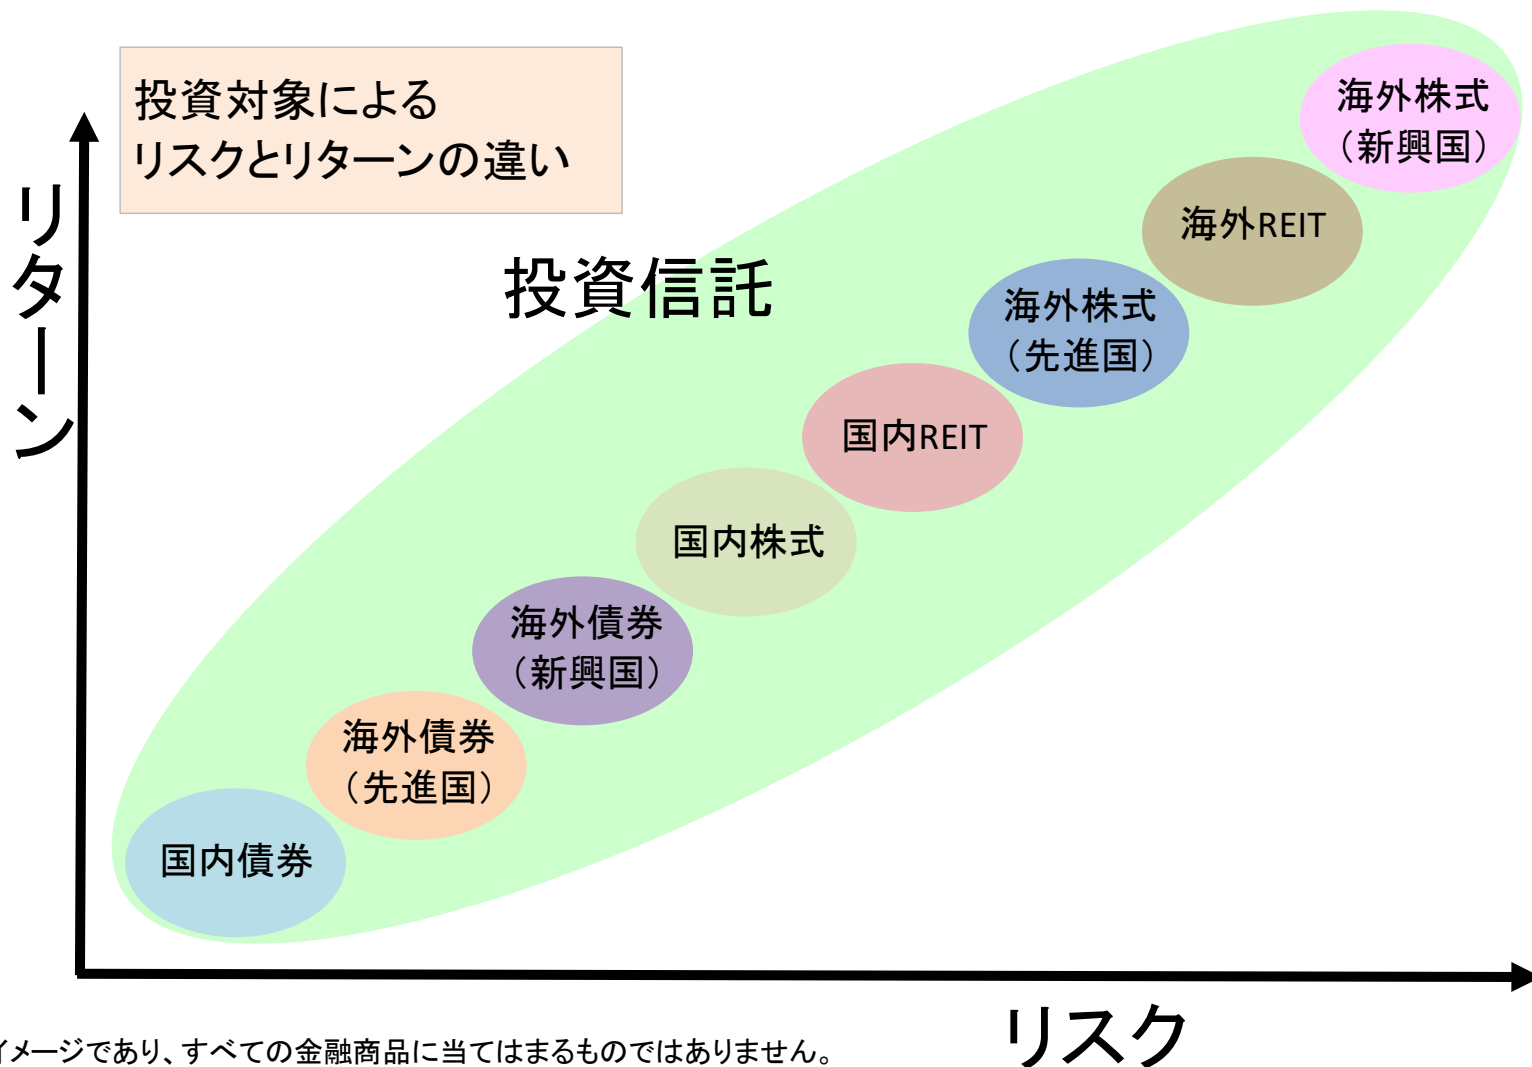 投資対象による
リスクとリターンの違い
リターン
投資信託
海外株式
（新興国）
海外REIT
海外株式
（先進国）
国内REIT
国内株式
海外債券
（新興国）
海外債券
（先進国）
国内債券
リスク
イメージであり、すべての金融商品に当てはまるものではありません。